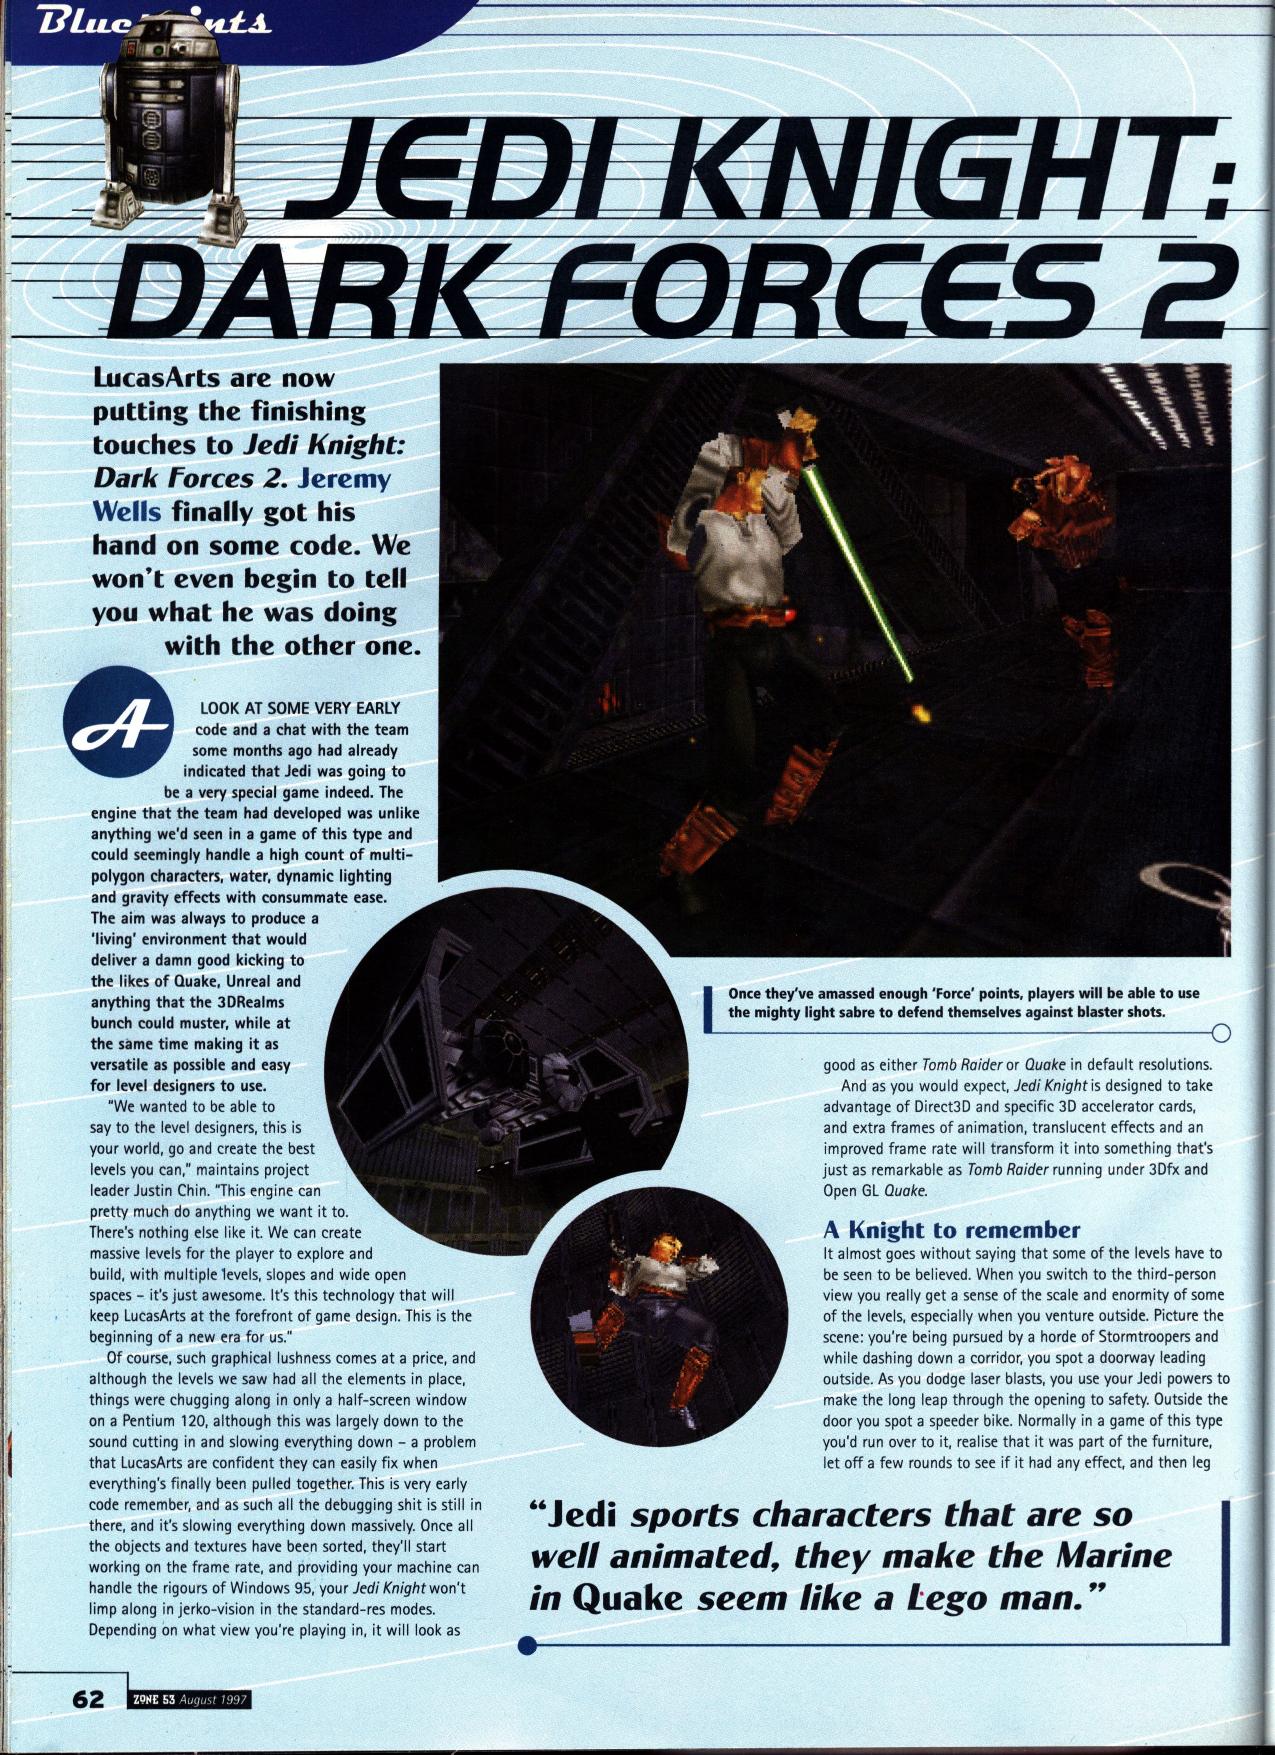 Blueprints
JEDI KNIGHT:
DARK FORCES 2
LucasArts are now
putting the finishing
touches to Jedi Knight:
Dark Forces 2. Jeremy
Wells finally got his
hand on some code. We
won't even begin to tell
you what he was doing
with the other one.
A LOOK AT SOME VERY EARLY
code and a chat with the team
some months ago had already
indicated that Jedi was going to
be a very special game indeed. The
engine that the team had developed was unlike
anything we'd seen in a game of this type and
could seemingly handle a high count of multi-
polygon characters, water, dynamic lighting
and gravity effects with consummate ease.
The aim was always to produce a
'living' environment that would
deliver a damn good kicking to
the likes of Quake, Unreal and
anything that the 3DRealms
bunch could muster, while at
the same time making it as
versatile as possible and easy
for level designers to use.
"We wanted to be able to
say to the level designers, this is
your world, go and create the best
levels you can," maintains project
leader Justin Chin. "This engine can
pretty much do anything we want it to.
There's nothing else like it. We can create
massive levels for the player to explore and
build, with multiple levels, slopes and wide open
spaces – it's just awesome. It's this technology that will
keep LucasArts at the forefront of game design. This is the
beginning of a new era for us."
Of course, such graphical lushness comes at a price, and
although the levels we saw had all the elements in place,
things were chugging along in only a half-screen window
on a Pentium 120, although this was largely down to the
sound cutting in and slowing everything down – a problem
that LucasArts are confident they can easily fix when
everything's finally been pulled together. This is very early
code remember, and as such all the debugging shit is still in
there, and it's slowing everything down massively. Once all
the objects and textures have been sorted, they'll start
working on the frame rate, and providing your machine can
handle the rigours of Windows 95, your Jedi Knight won't
limp along in jerko-vision in the standard-res modes.
Depending on what view you're playing in, it will look as
Once they've amassed enough 'Force' points, players will be able to use
the mighty light sabre to defend themselves against blaster shots.
good as either Tomb Raider or Quake in default resolutions.
And as you would expect, Jedi Knight is designed to take
advantage of Direct3D and specific 3D accelerator cards,
and extra frames of animation, translucent effects and an
improved frame rate will transform it into something that's
just as remarkable as Tomb Raider running under 3Dfx and
Open GL Quake.
A Knight to remember
It almost goes without saying that some of the levels have to
be seen to be believed. When you switch to the third-person
view you really get a sense of the scale and enormity of some
of the levels, especially when you venture outside. Picture the
scene: you're being pursued by a horde of Stormtroopers and
while dashing down a corridor, you spot a doorway leading
outside. As you dodge laser blasts, you use your Jedi powers to
make the long leap through the opening to safety. Outside the
door you spot a speeder bike. Normally in a game of this type
you'd run over to it, realise that it was part of the furniture,
let off a few rounds to see if it had any effect, and then leg
"Jedi sports characters that are so
well animated, they make the Marine
in Quake seem like a Lego man."
62 ZONE 53 August 1997